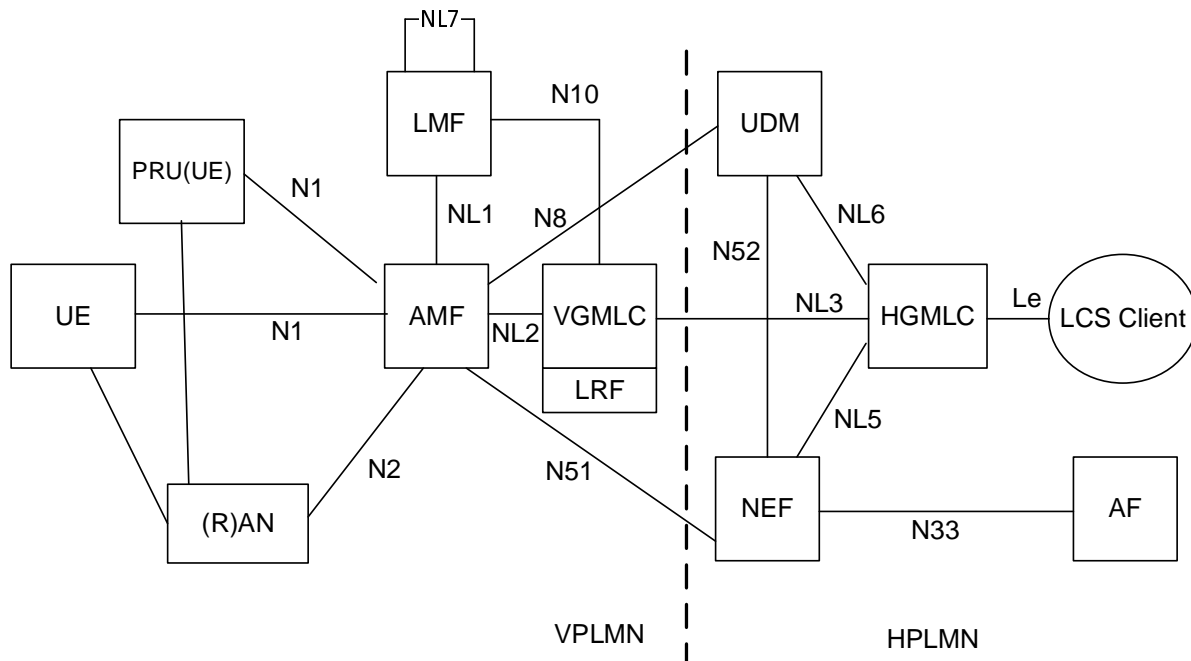 NL7
N10
LMF
UDM
PRU(UE)
N1
NL1
N8
NL6
N52
UE
N1
AMF
NL2
VGMLC
NL3
HGMLC
Le
LCS Client
LRF
NL5
N2
N51
(R)AN
NEF
N33
AF
VPLMN
HPLMN